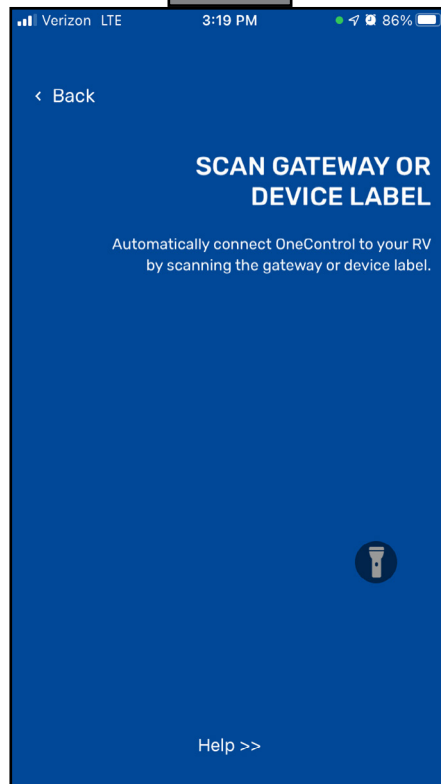 Verizon LTE 3:19 PM 86%
‹ Back
SCAN GATEWAY OR
DEVICE LABEL
Automatically connect OneControl to your RV
by scanning the gateway or device label.
Help >>